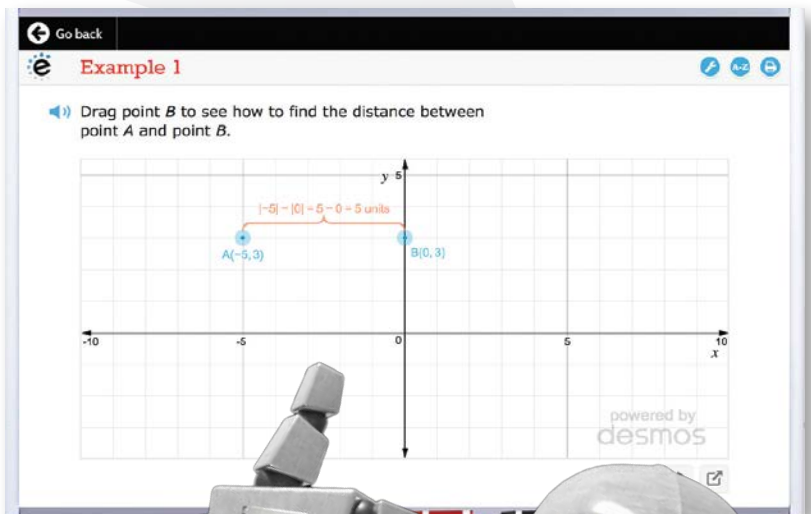 Go back
Example 1
A-Z
Drag point B to see how to find the distance between
point A and point B.
y 5
|−5| − |0| = 5 − 0 = 5 units
A(−5, 3)
B(0, 3)
-10 -5 0 5 10
x
powered by
desmos